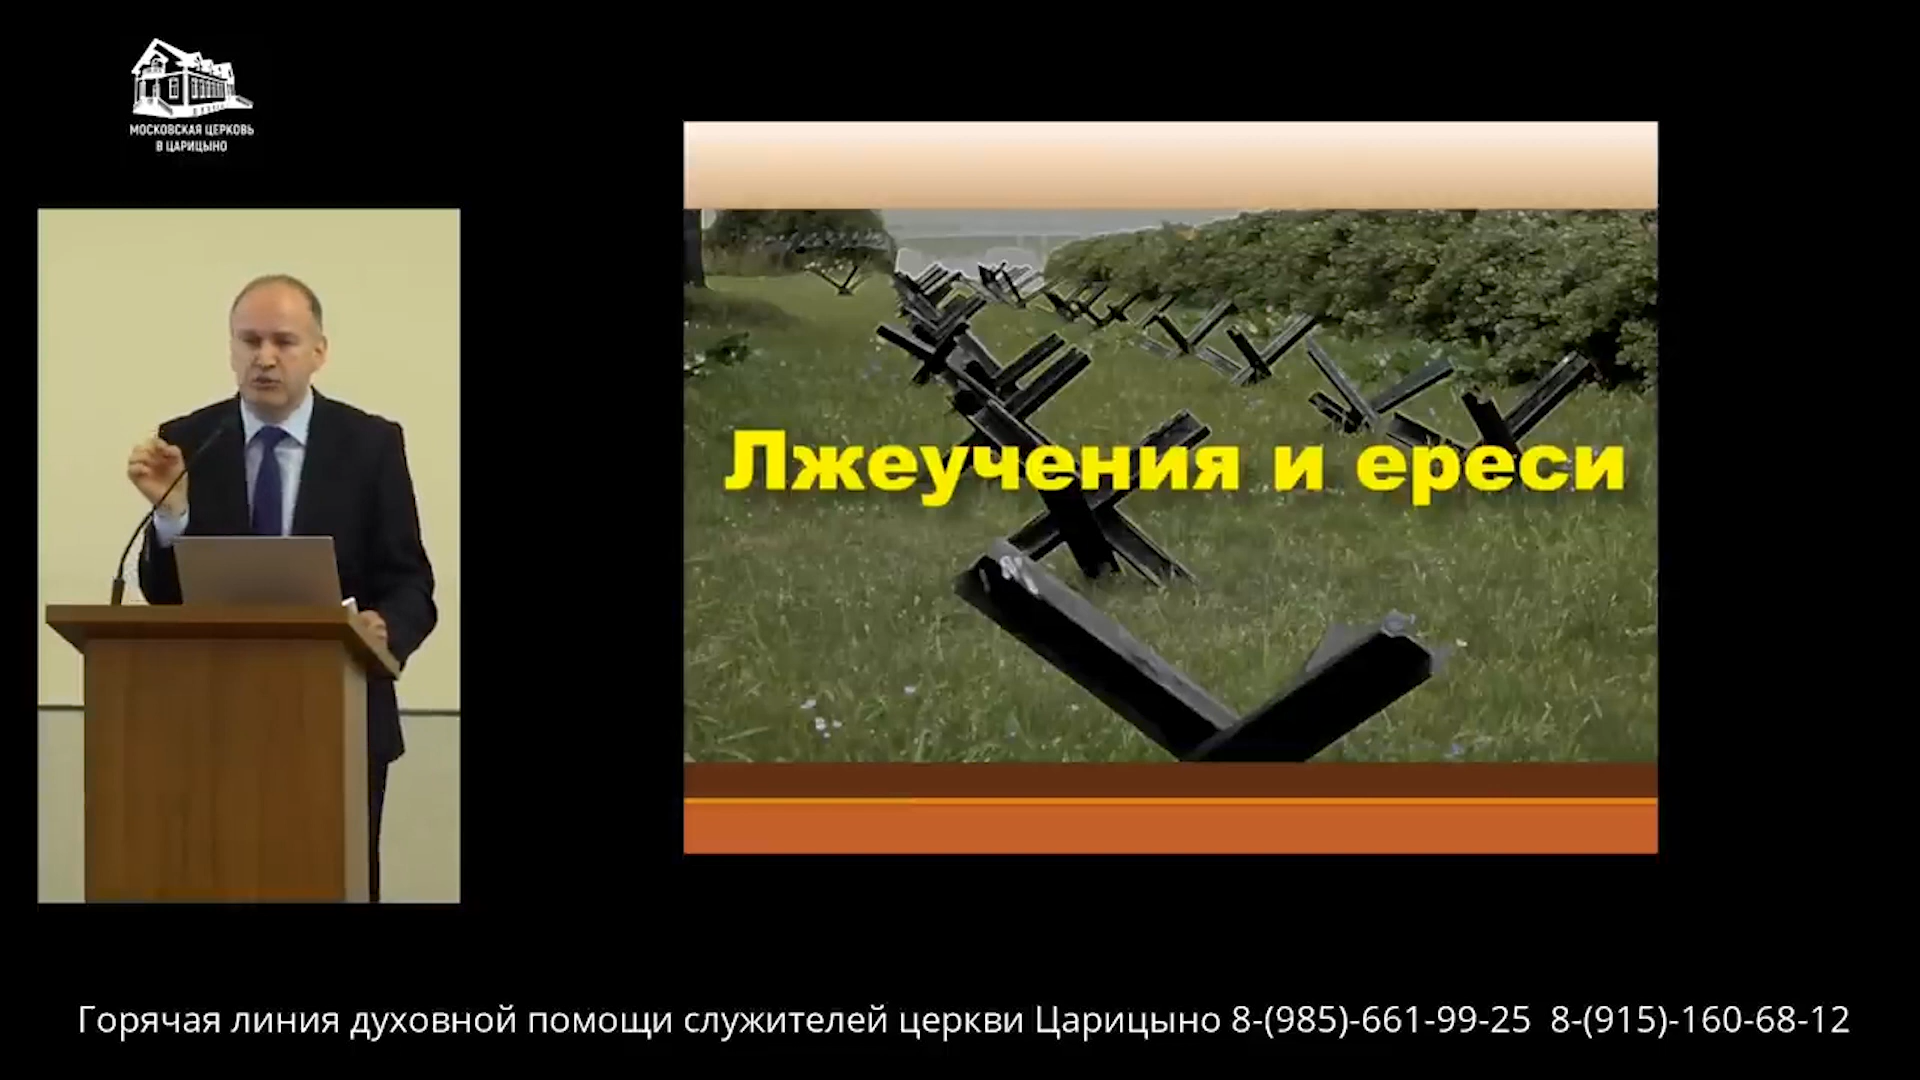 МОСКОВСКАЯ ЦЕРКОВЬ
В ЦАРИЦЫНО
Лжеучения и ереси
Горячая линия духовной помощи служителей церкви Царицыно 8-(985)-661-99-25 8-(915)-160-68-12